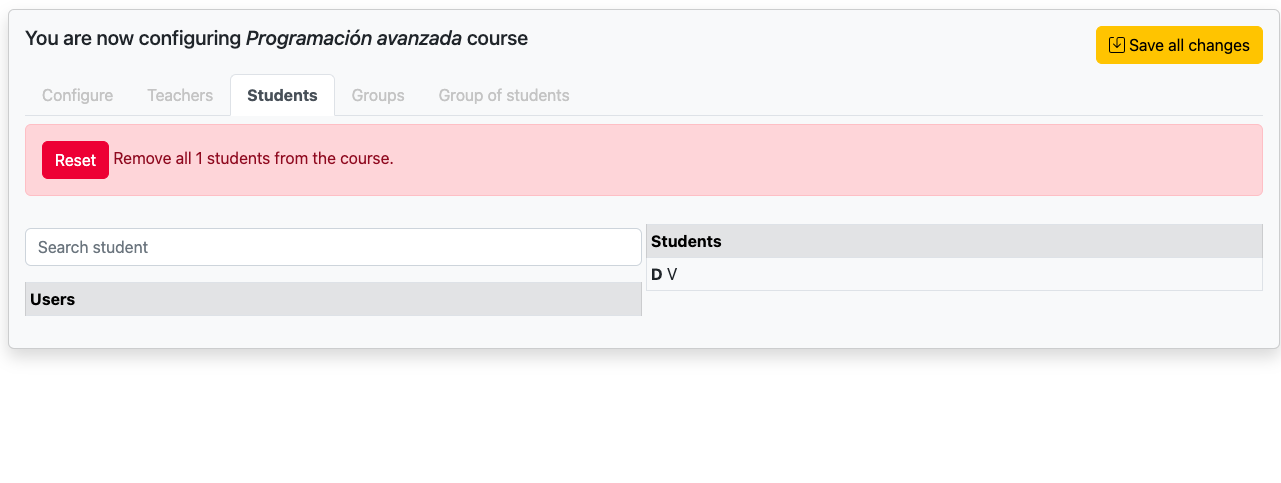 You are now configuring Programación avanzada course
Save all changes
Configure Teachers Students Groups Group of students
Reset Remove all 1 students from the course.
Search student
Users
Students
D V